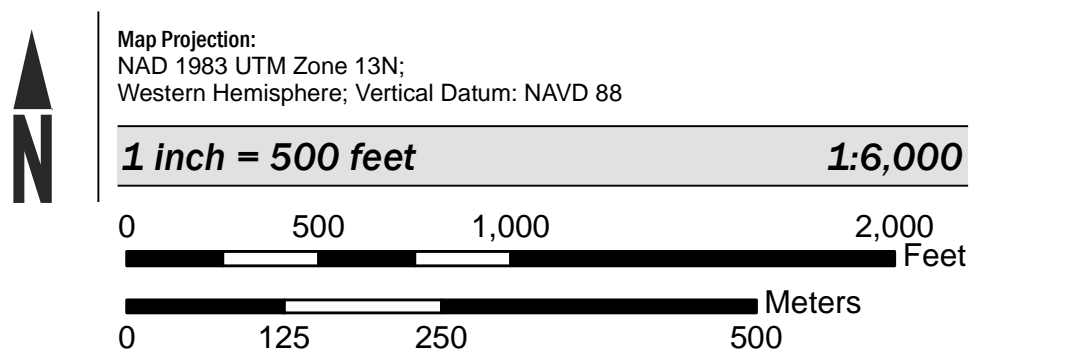 N
Map Projection:
NAD 1983 UTM Zone 13N;
Western Hemisphere; Vertical Datum: NAVD 88
1 inch = 500 feet 1:6,000
0 500 1,000 2,000
Feet
Meters
0 125 250 500